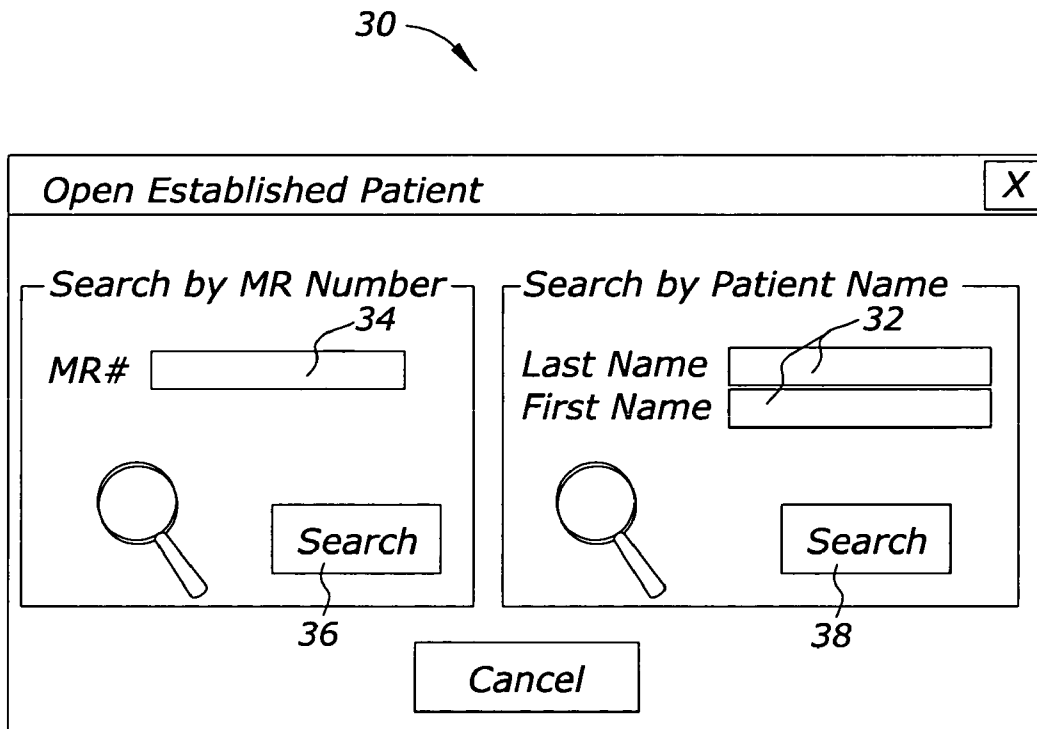 30
Open Established Patient X
Search by MR Number
34
MR#
Search
36
Search by Patient Name
32
Last Name
First Name
Search
38
Cancel